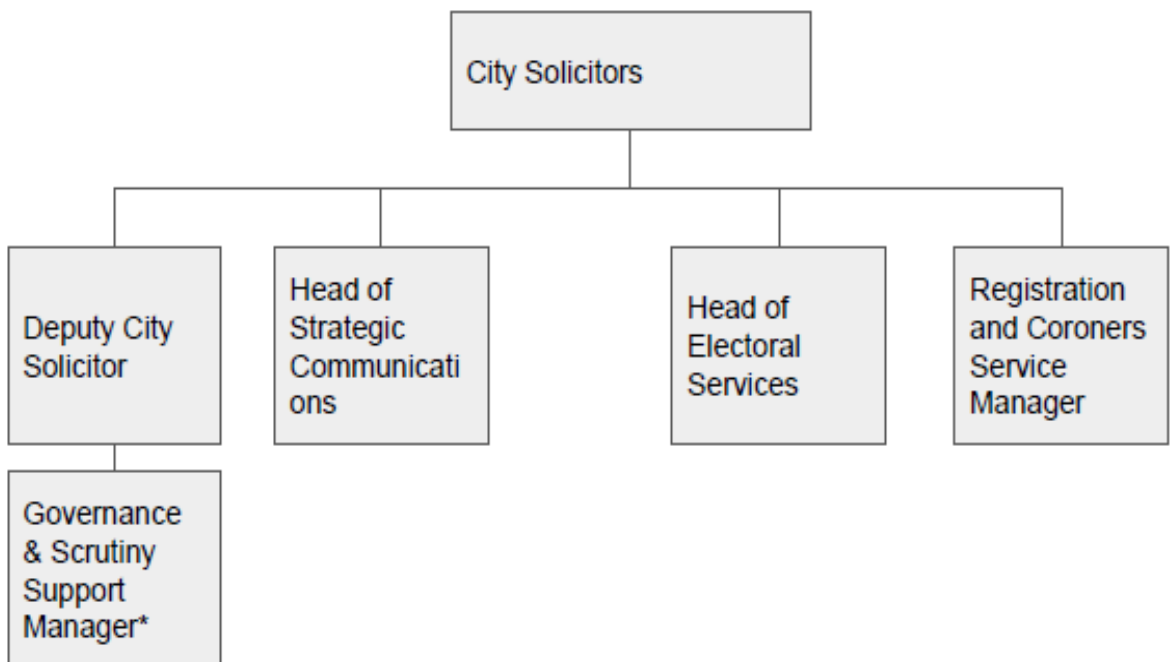 City Solicitors
Deputy City
Solicitor
Head of
Strategic
Communicati
ons
Head of
Electoral
Services
Registration
and Coroners
Service
Manager
Governance
& Scrutiny
Support
Manager*